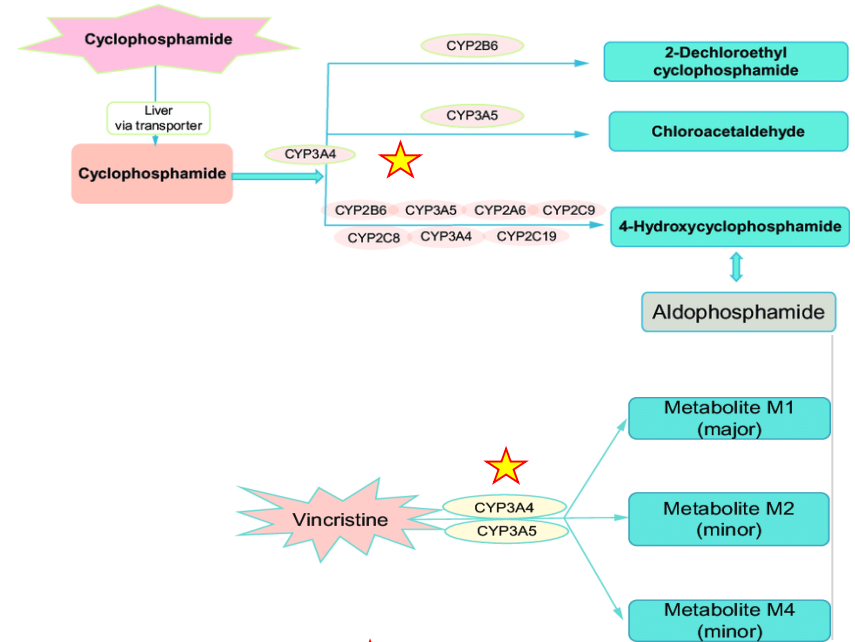 Cyclophosphamide
CYP2B6
2-Dechloroethyl
cyclophosphamide
Liver
via transporter
CYP3A5
Chloroacetaldehyde
Cyclophosphamide
CYP3A4
CYP2B6 CYP3A5 CYP2A6 CYP2C9
CYP2C8 CYP3A4 CYP2C19
4-Hydroxycyclophosphamide
Aldophosphamide
Metabolite M1
(major)
Vincristine
CYP3A4
CYP3A5
Metabolite M2
(minor)
Metabolite M4
(minor)